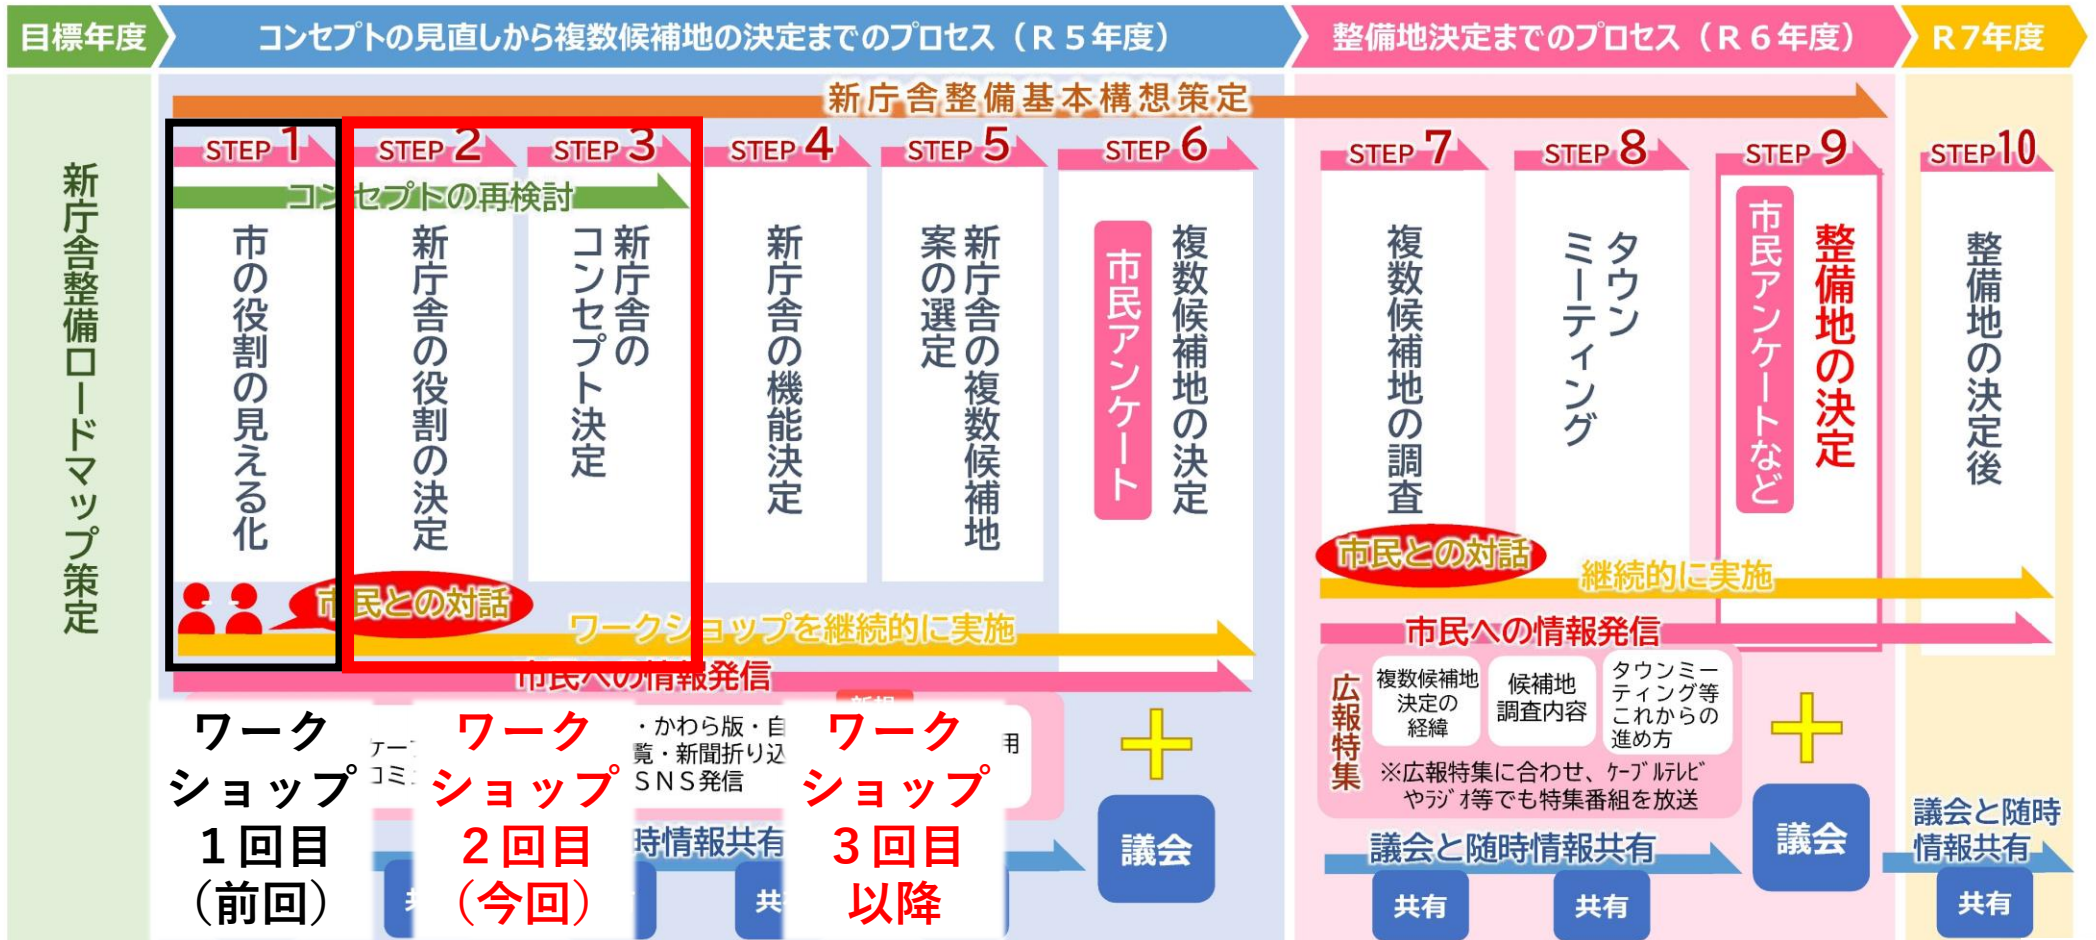 目標年度
コンセプトの見直しから複数候補地の決定までのプロセス（R５年度）
整備地決定までのプロセス（R６年度）
R７年度
新庁舎整備ロードマップ策定
新庁舎整備基本構想策定
STEP 1
STEP 2
STEP 3
STEP 4
STEP 5
STEP 6
STEP 7
STEP 8
STEP 9
STEP10
コンセプトの再検討
市の役割の見える化
新庁舎の役割の決定
新庁舎の
コンセプト決定
新庁舎の機能決定
新庁舎の複数候補地
案の選定
複数候補地の決定
市民アンケート
複数候補地の調査
タウン
ミーティング
整備地の決定
市民アンケートなど
整備地の決定後
市民との対話
ワークショップを継続的に実施
市民への情報発信
市民との対話
継続的に実施
市民への情報発信
ワーク
ショップ
１回目
（前回）
ワーク
ショップ
２回目
（今回）
・かわら版・自
覧・新聞折り込
ＳＮＳ発信
ワーク
ショップ
３回目
以降
用
時情報共有
共
議会
広報特集
複数候補地
決定の
経緯
候補地
調査内容
タウンミー
ティング等
これからの
進め方
※広報特集に合わせ、ケーブルテレビ
やラジオ等でも特集番組を放送
議会と随時情報共有
共有
共有
議会
議会と随時
情報共有
共有